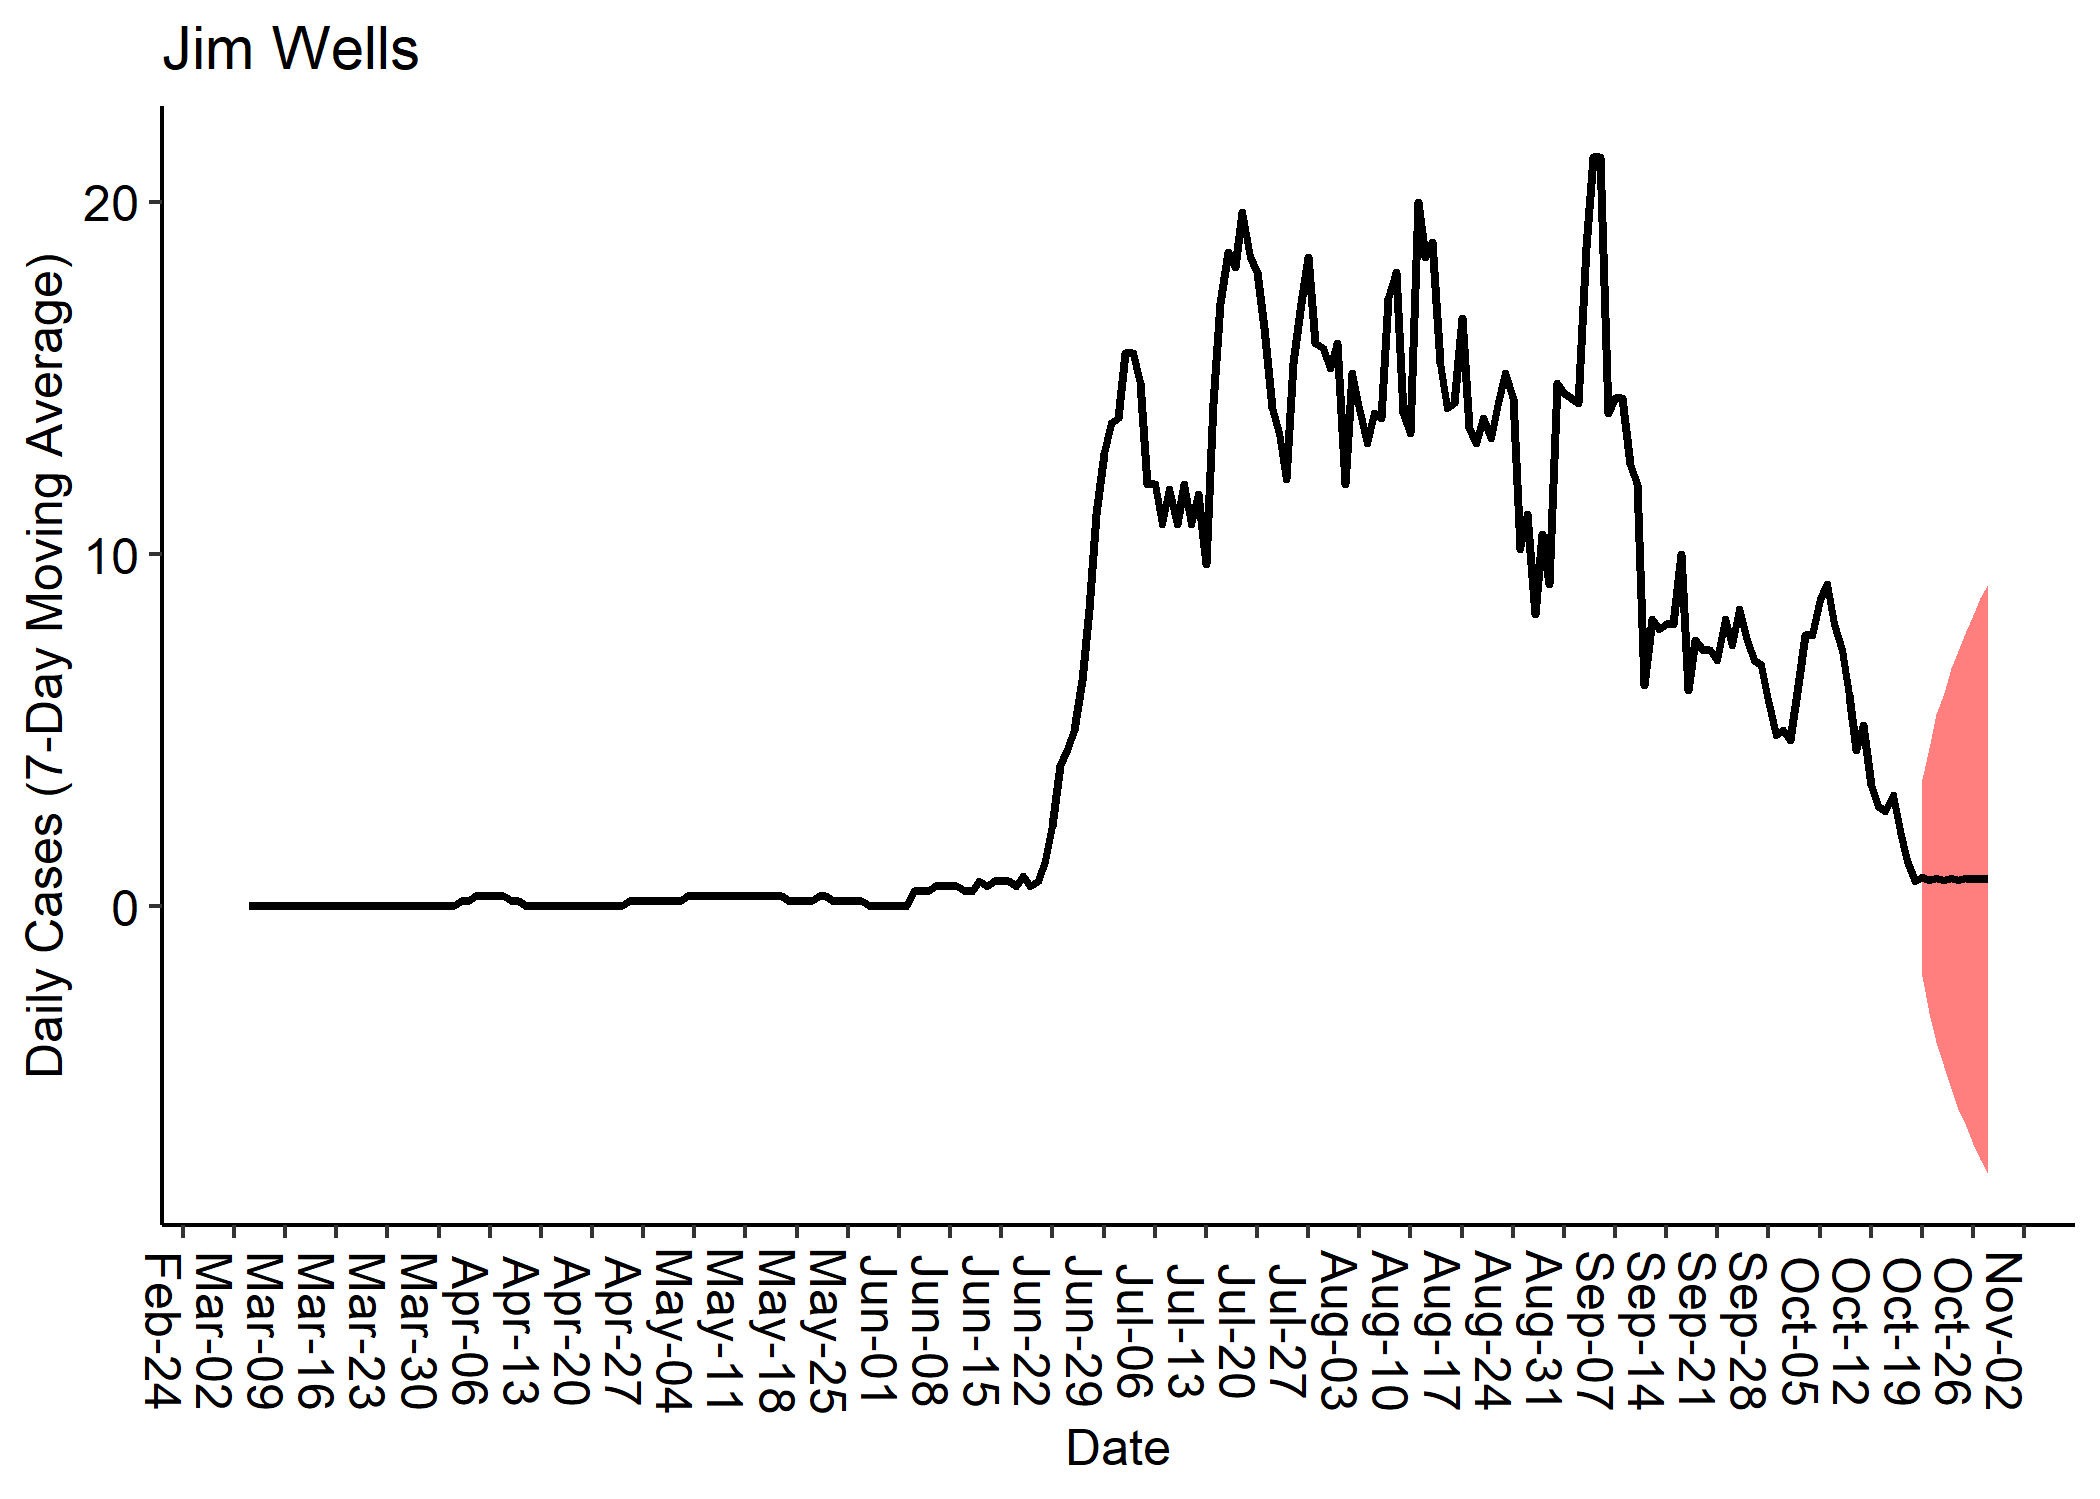 Jim Wells
Daily Cases (7-Day Moving Average)
20
10
0
Feb-24
Mar-02
Mar-09
Mar-16
Mar-23
Mar-30
Apr-06
Apr-13
Apr-20
Apr-27
May-04
May-11
May-18
May-25
Jun-01
Jun-08
Jun-15
Jun-22
Jun-29
Jul-06
Jul-13
Jul-20
Jul-27
Aug-03
Aug-10
Aug-17
Aug-24
Aug-31
Sep-07
Sep-14
Sep-21
Sep-28
Oct-05
Oct-12
Oct-19
Oct-26
Nov-02
Date